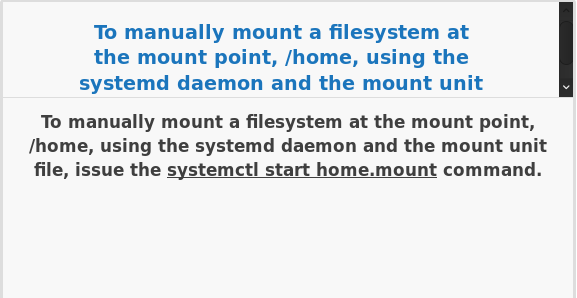 To manually mount a filesystem at
the mount point, /home, using the
systemd daemon and the mount unit
To manually mount a filesystem at the mount point,
/home, using the systemd daemon and the mount unit
file, issue the systemctl start home.mount command.